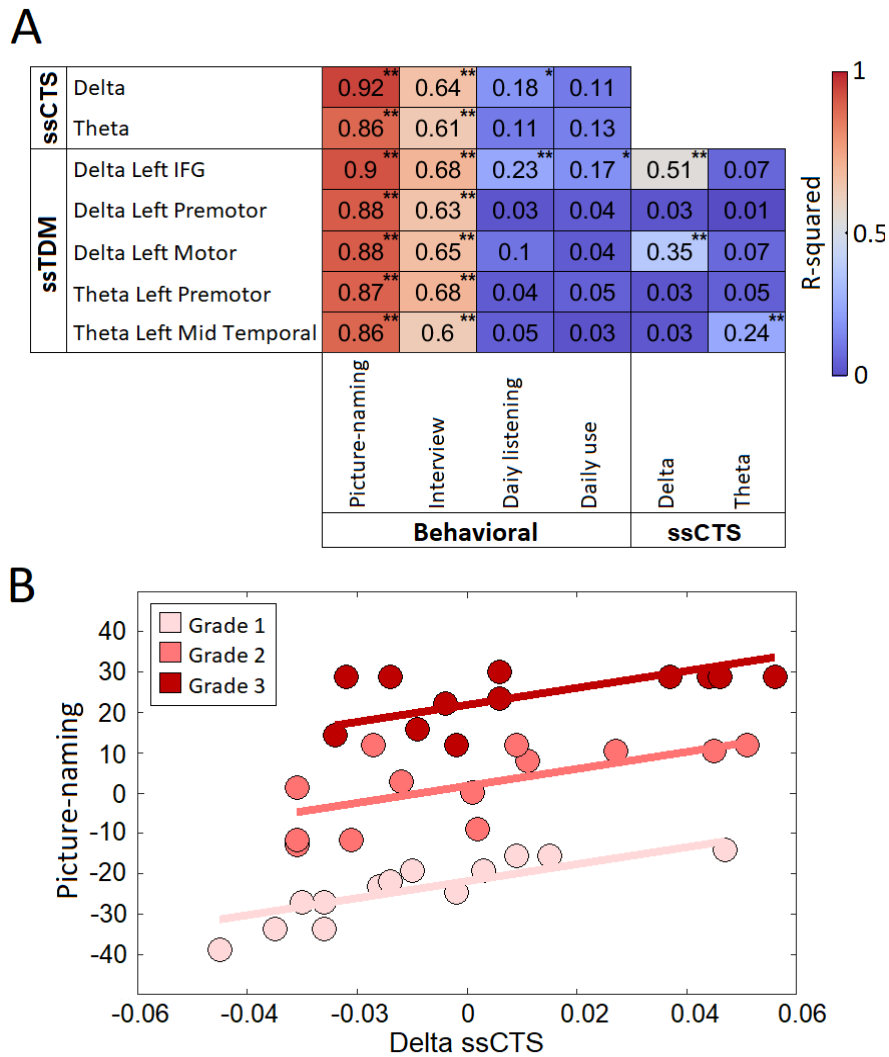 A
ssCTS
Delta 0.92** 0.64** 0.18* 0.11
Theta 0.86** 0.61** 0.11 0.13
ssTDM
Delta Left IFG 0.9** 0.68** 0.23** 0.17* 0.51** 0.07
Delta Left Premotor 0.88** 0.63** 0.03 0.04 0.03 0.01
Delta Left Motor 0.88** 0.65** 0.1 0.04 0.35** 0.07
Theta Left Premotor 0.87** 0.68** 0.04 0.05 0.03 0.05
Theta Left Mid Temporal 0.86** 0.6** 0.05 0.03 0.03 0.24**
Picture-naming
Interview
Daiy listening
Daily use
Delta
Theta
Behavioral ssCTS
1
0.5
0
R-squared
B
Grade 1
Grade 2
Grade 3
Picture-naming
40
30
20
10
0
-10
-20
-30
-40
-0.06 -0.04 -0.03 0 0.02 0.04 0.06
Delta ssCTS